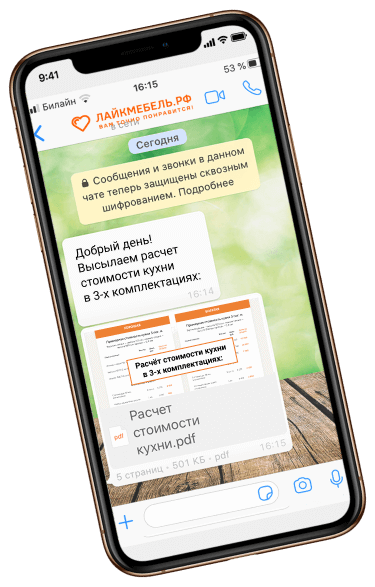 9:41
Билайн
16:15
53 %
ЛАЙКМЕБЕЛЬ.РФ
ВАМ ТОЧНО ПОНРАВИТСЯ!
в сети
Сегодня
Сообщения и звонки в данном
чате теперь защищены сквозным
шифрованием. Подробнее
Добрый день!
Высылаем расчет
стоимости кухни
в 3-х комплектациях:
16:14
Расчёт стоимости кухни
в 3-х комплектациях:
pdf
Расчет
стоимости
кухни.pdf
5 страниц • 501 КБ • pdf
16:15